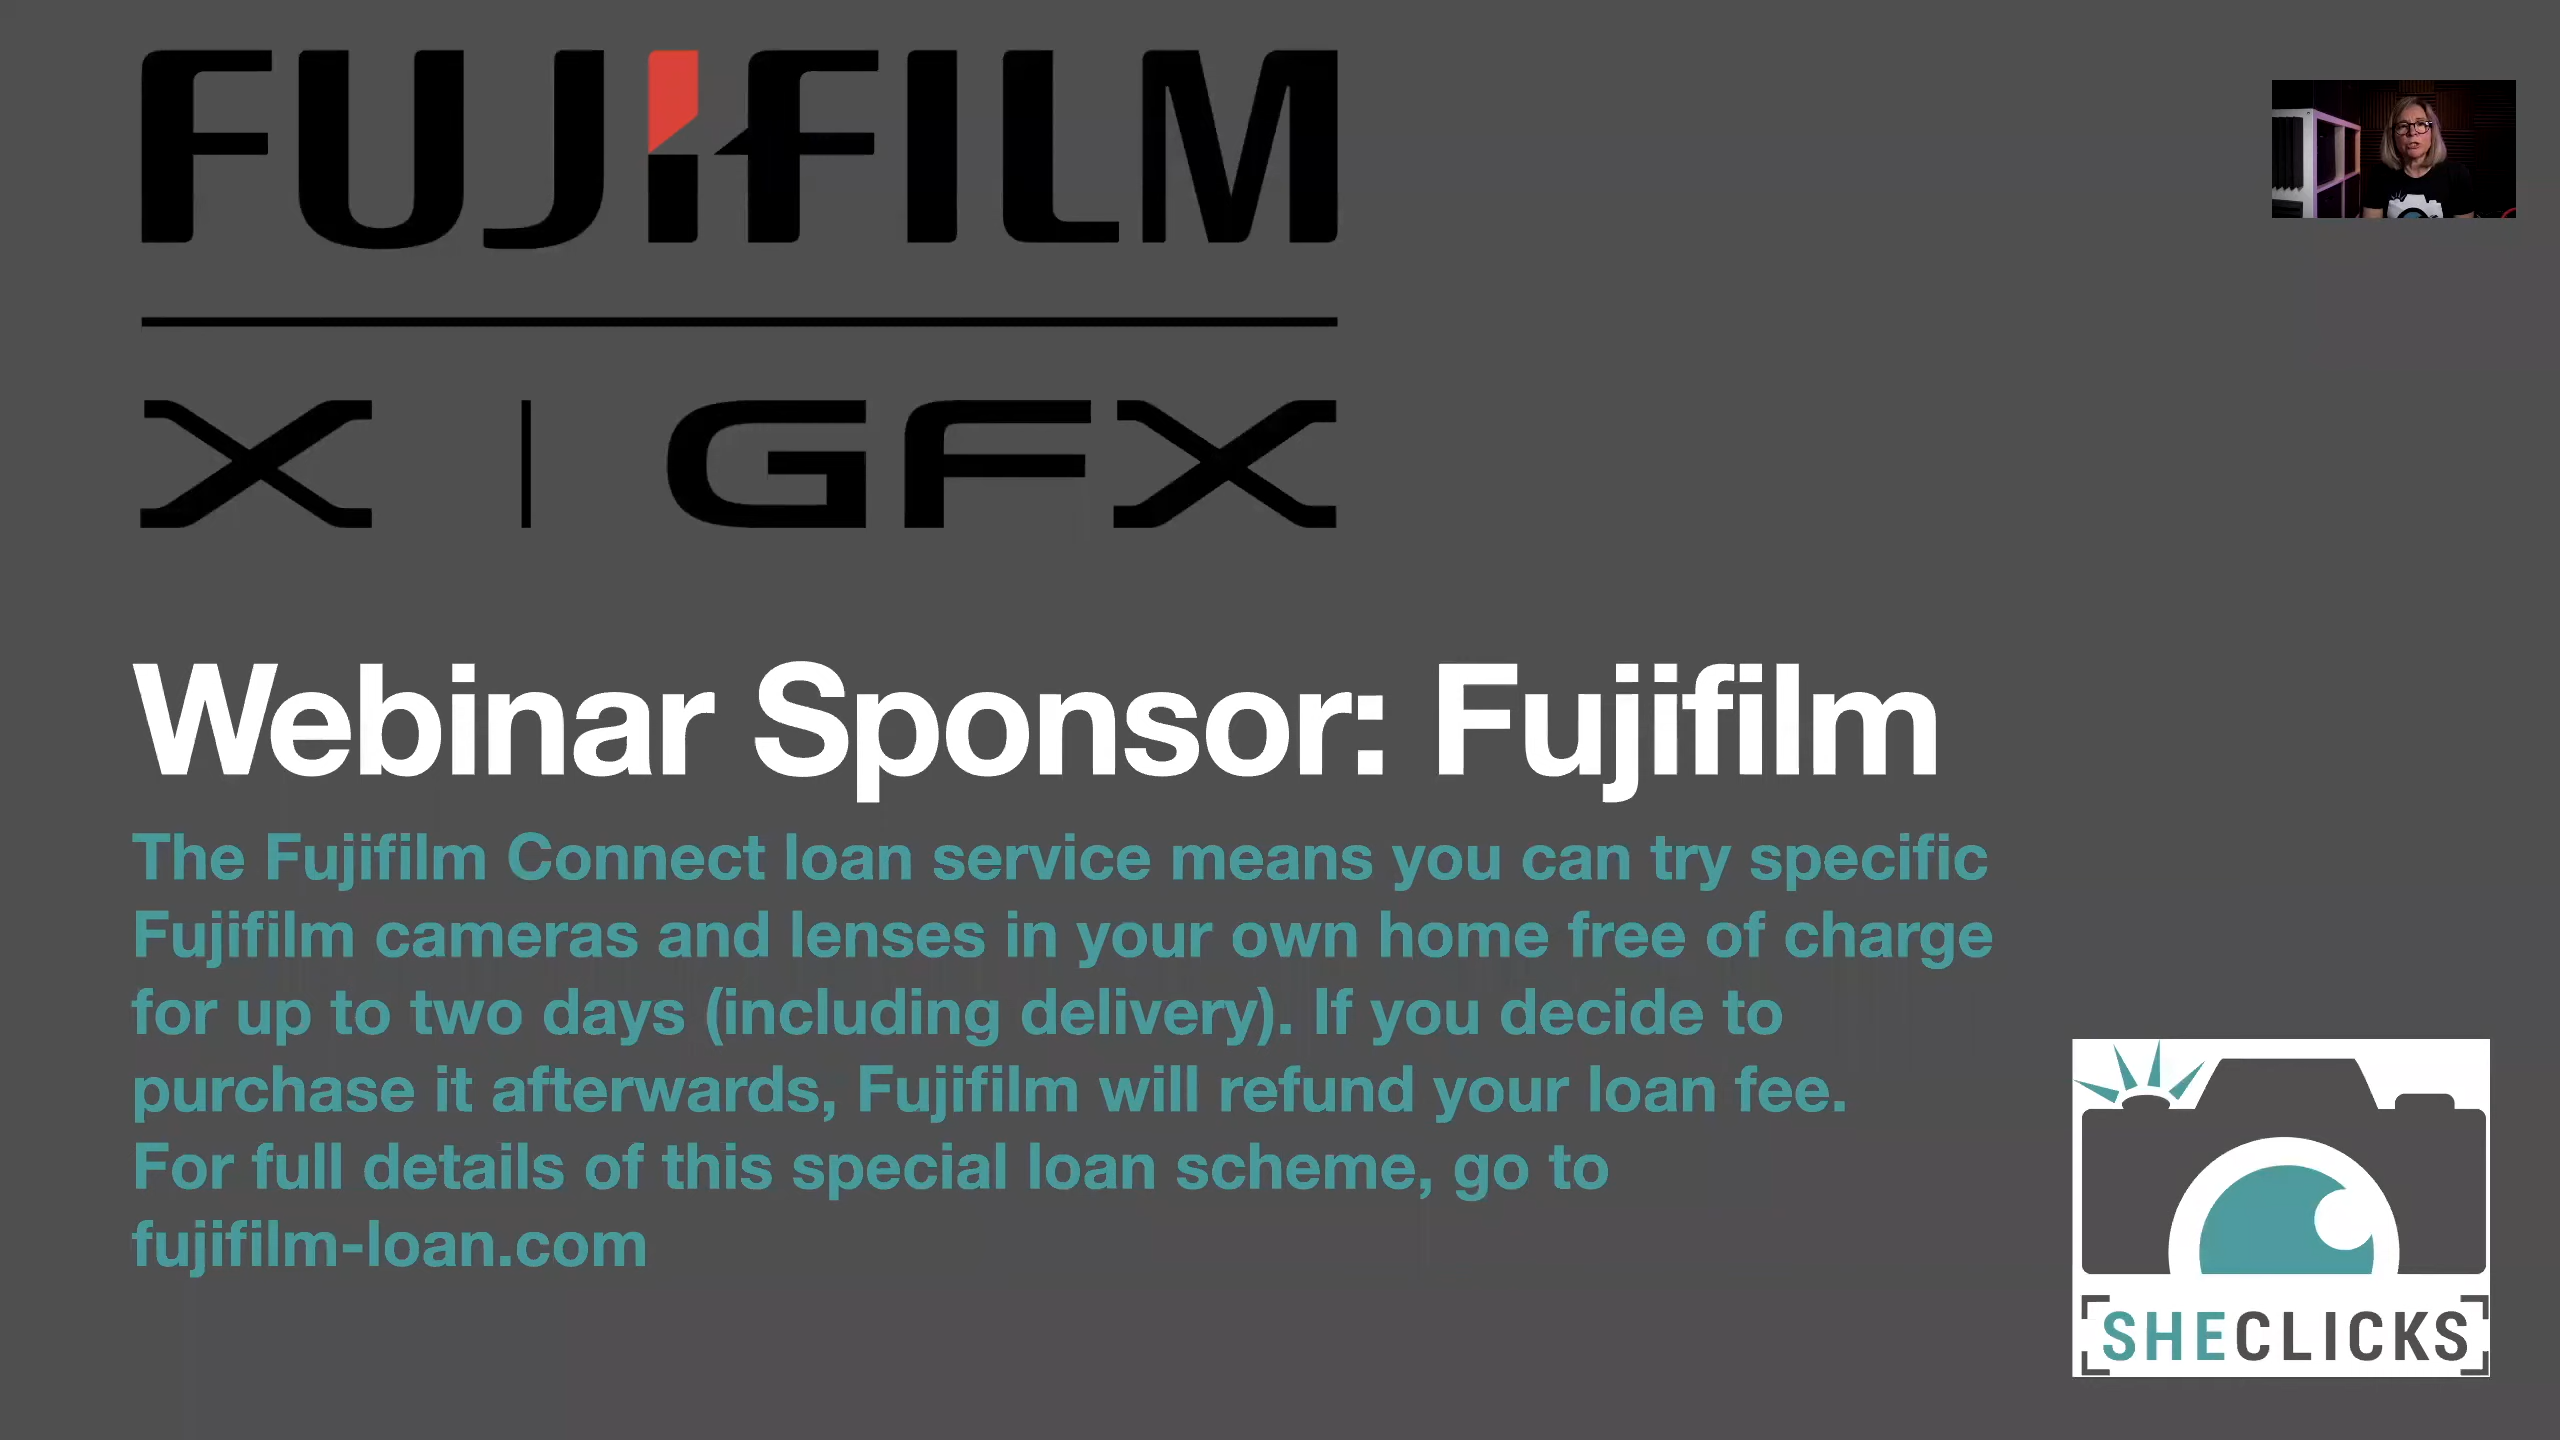 FUJIFILM
X | GFX
Webinar Sponsor: Fujifilm
The Fujifilm Connect loan service means you can try specific
Fujifilm cameras and lenses in your own home free of charge
for up to two days (including delivery). If you decide to
purchase it afterwards, Fujifilm will refund your loan fee.
For full details of this special loan scheme, go to
fujifilm-loan.com
SHECLICKS